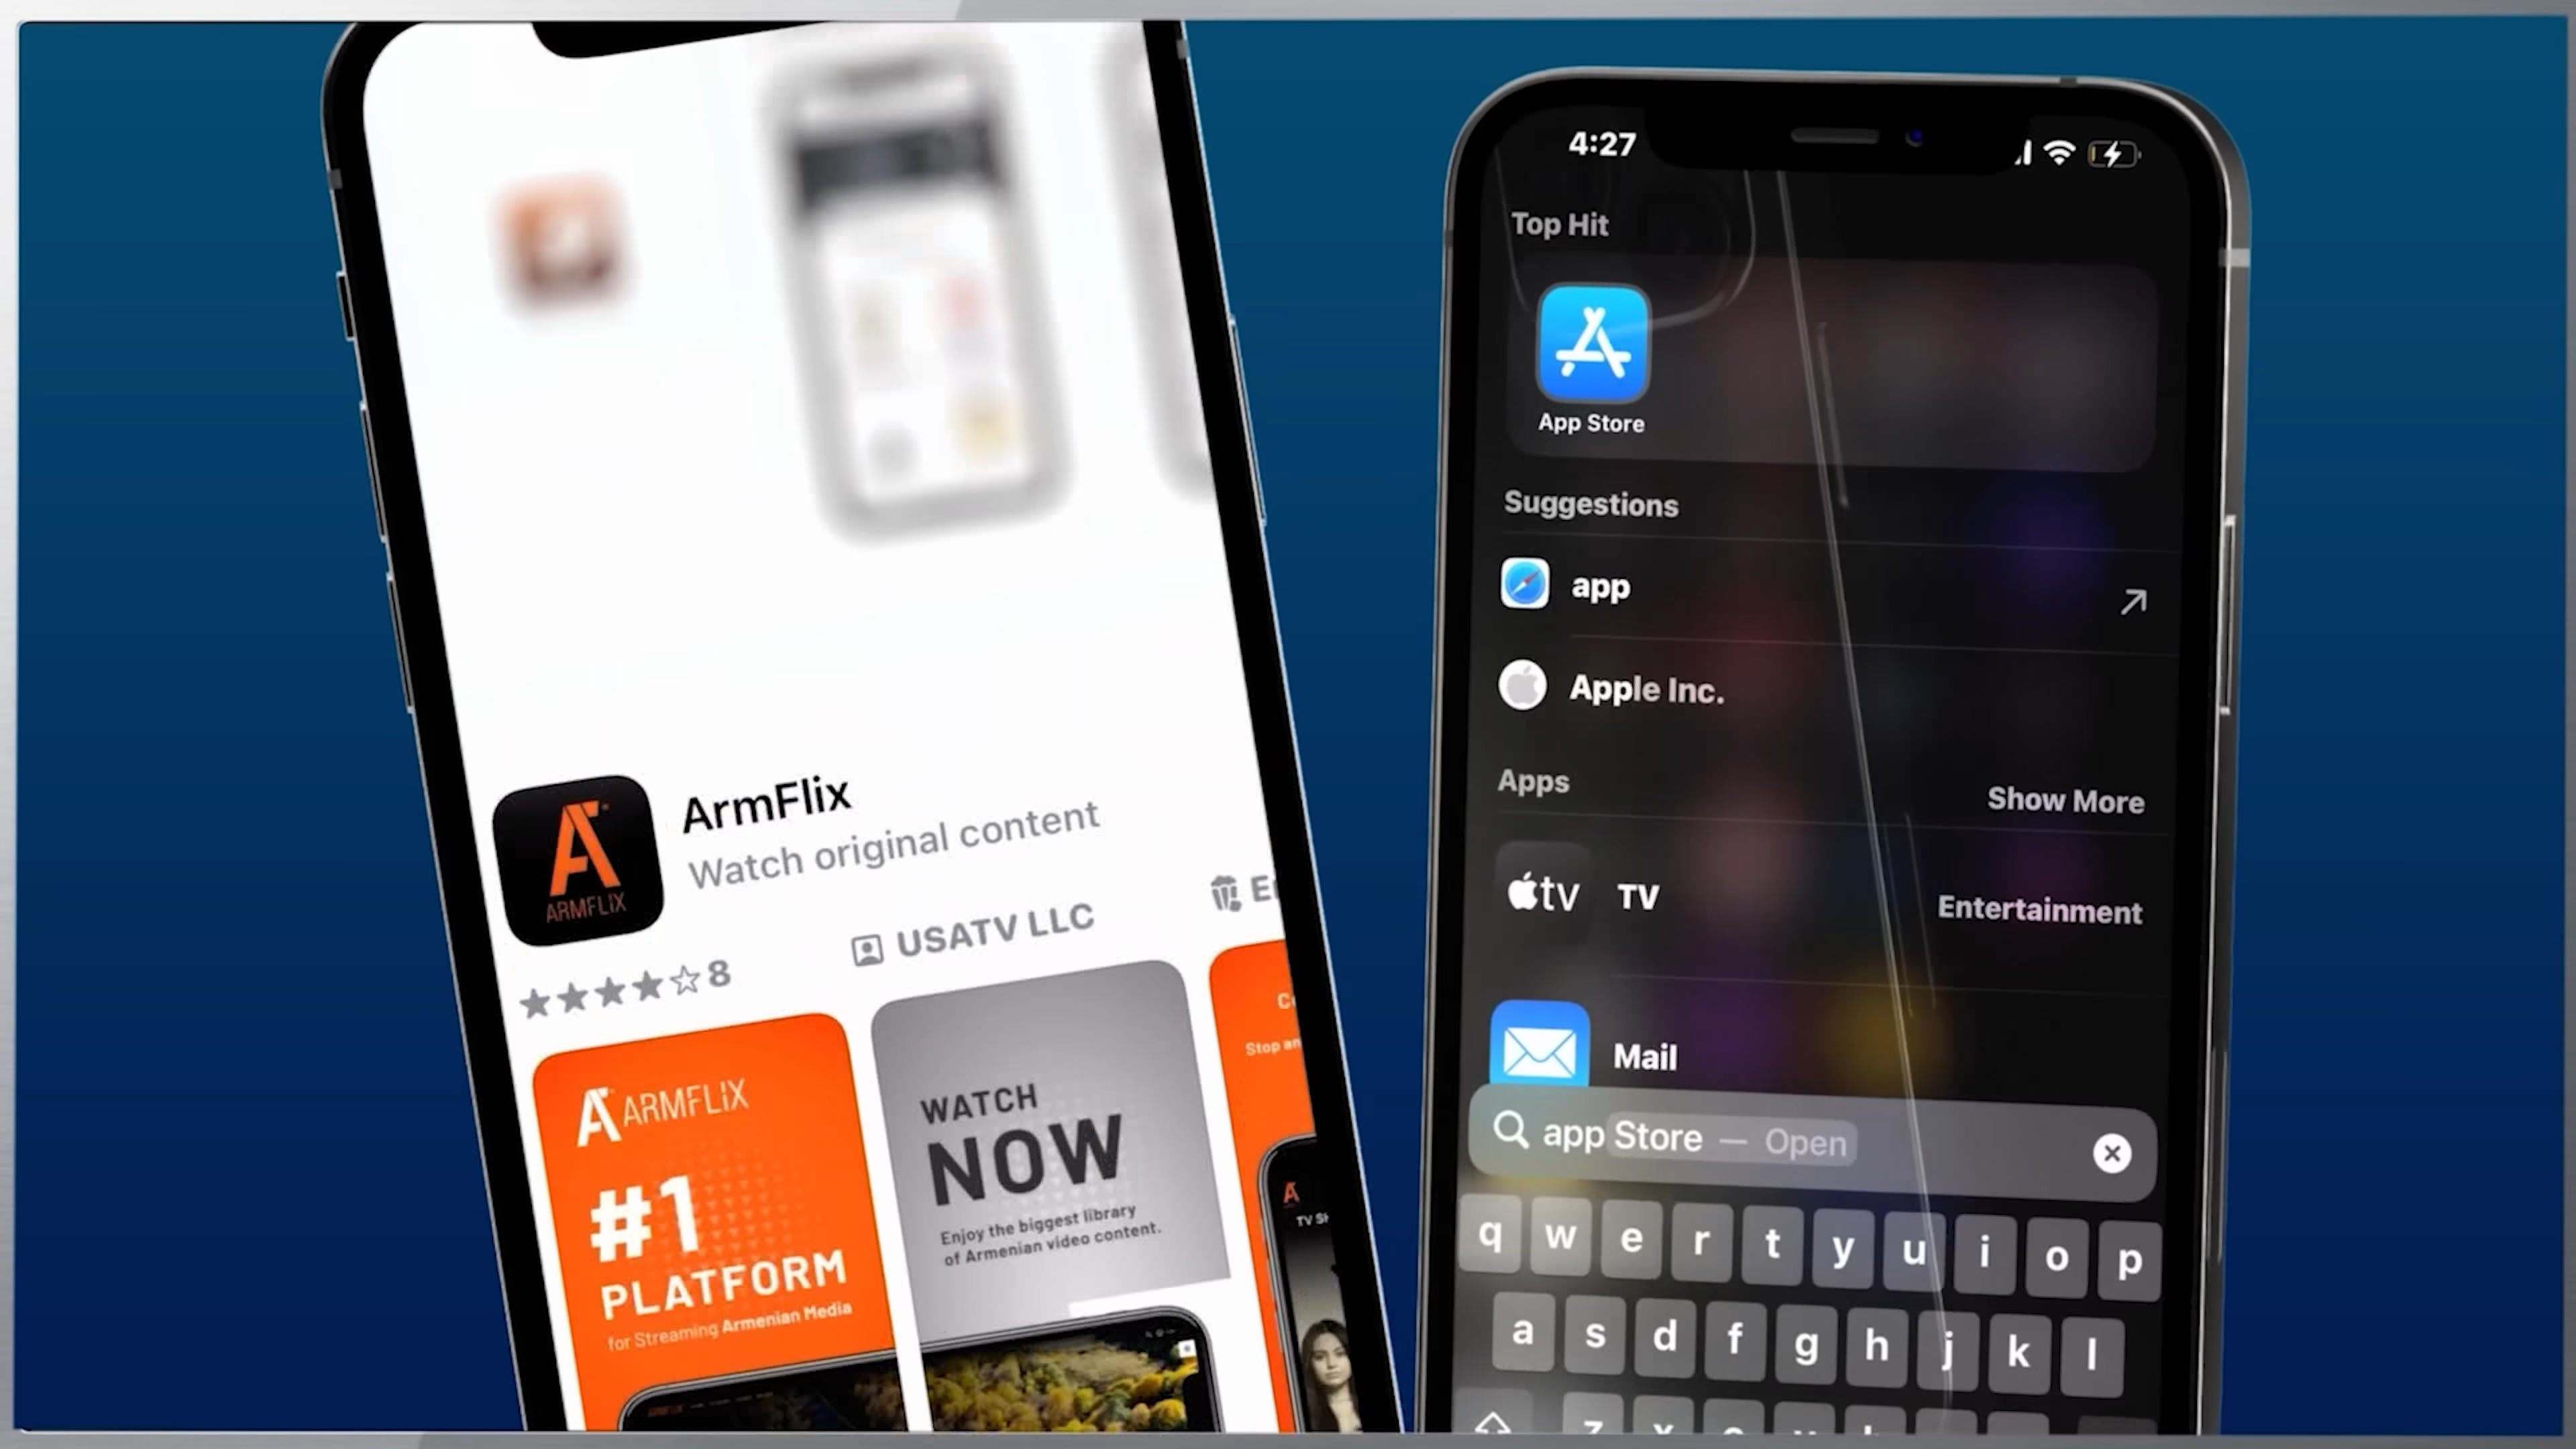 ArmFlix
Watch original content
ARMFLIX
8
USATV LLC
ARMFLIX
#1
PLATFORM
for Streaming Armenian Media
WATCH
NOW
Enjoy the biggest library
of Armenian video content.
Stop
4:27
Top Hit
App Store
Suggestions
app
Apple Inc.
Apps
Show More
tv
TV
Entertainment
Mail
app Store — Open
q w e r t y u i o p
a s d f g h j k l